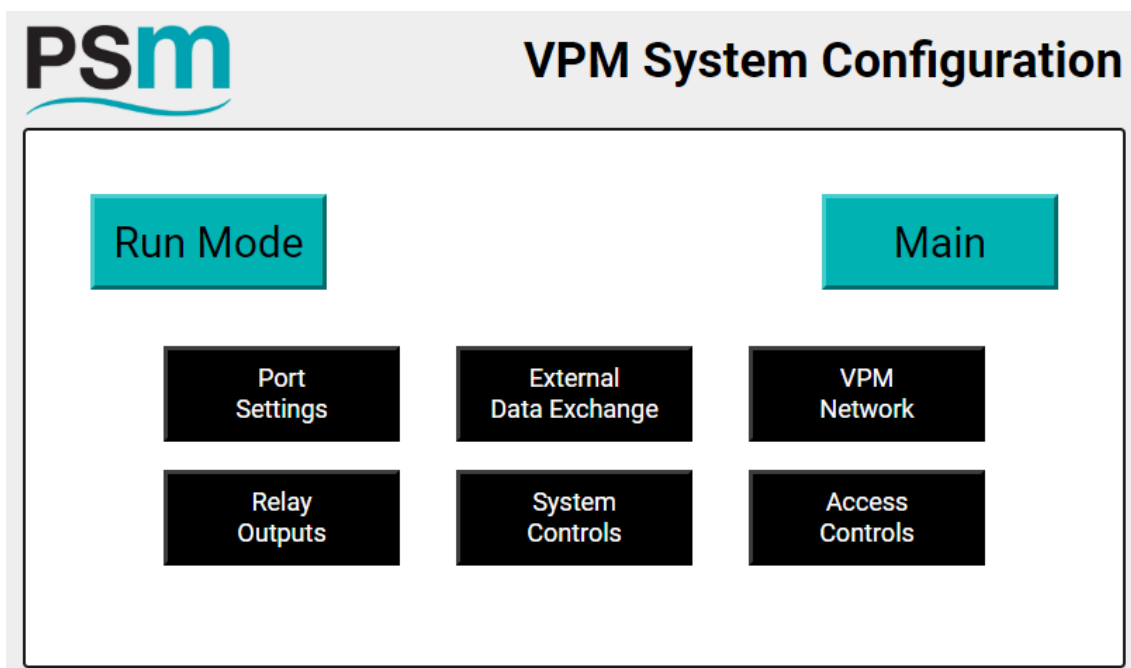 PSm
VPM System Configuration
Run Mode
Main
Port
Settings
External
Data Exchange
VPM
Network
Relay
Outputs
System
Controls
Access
Controls